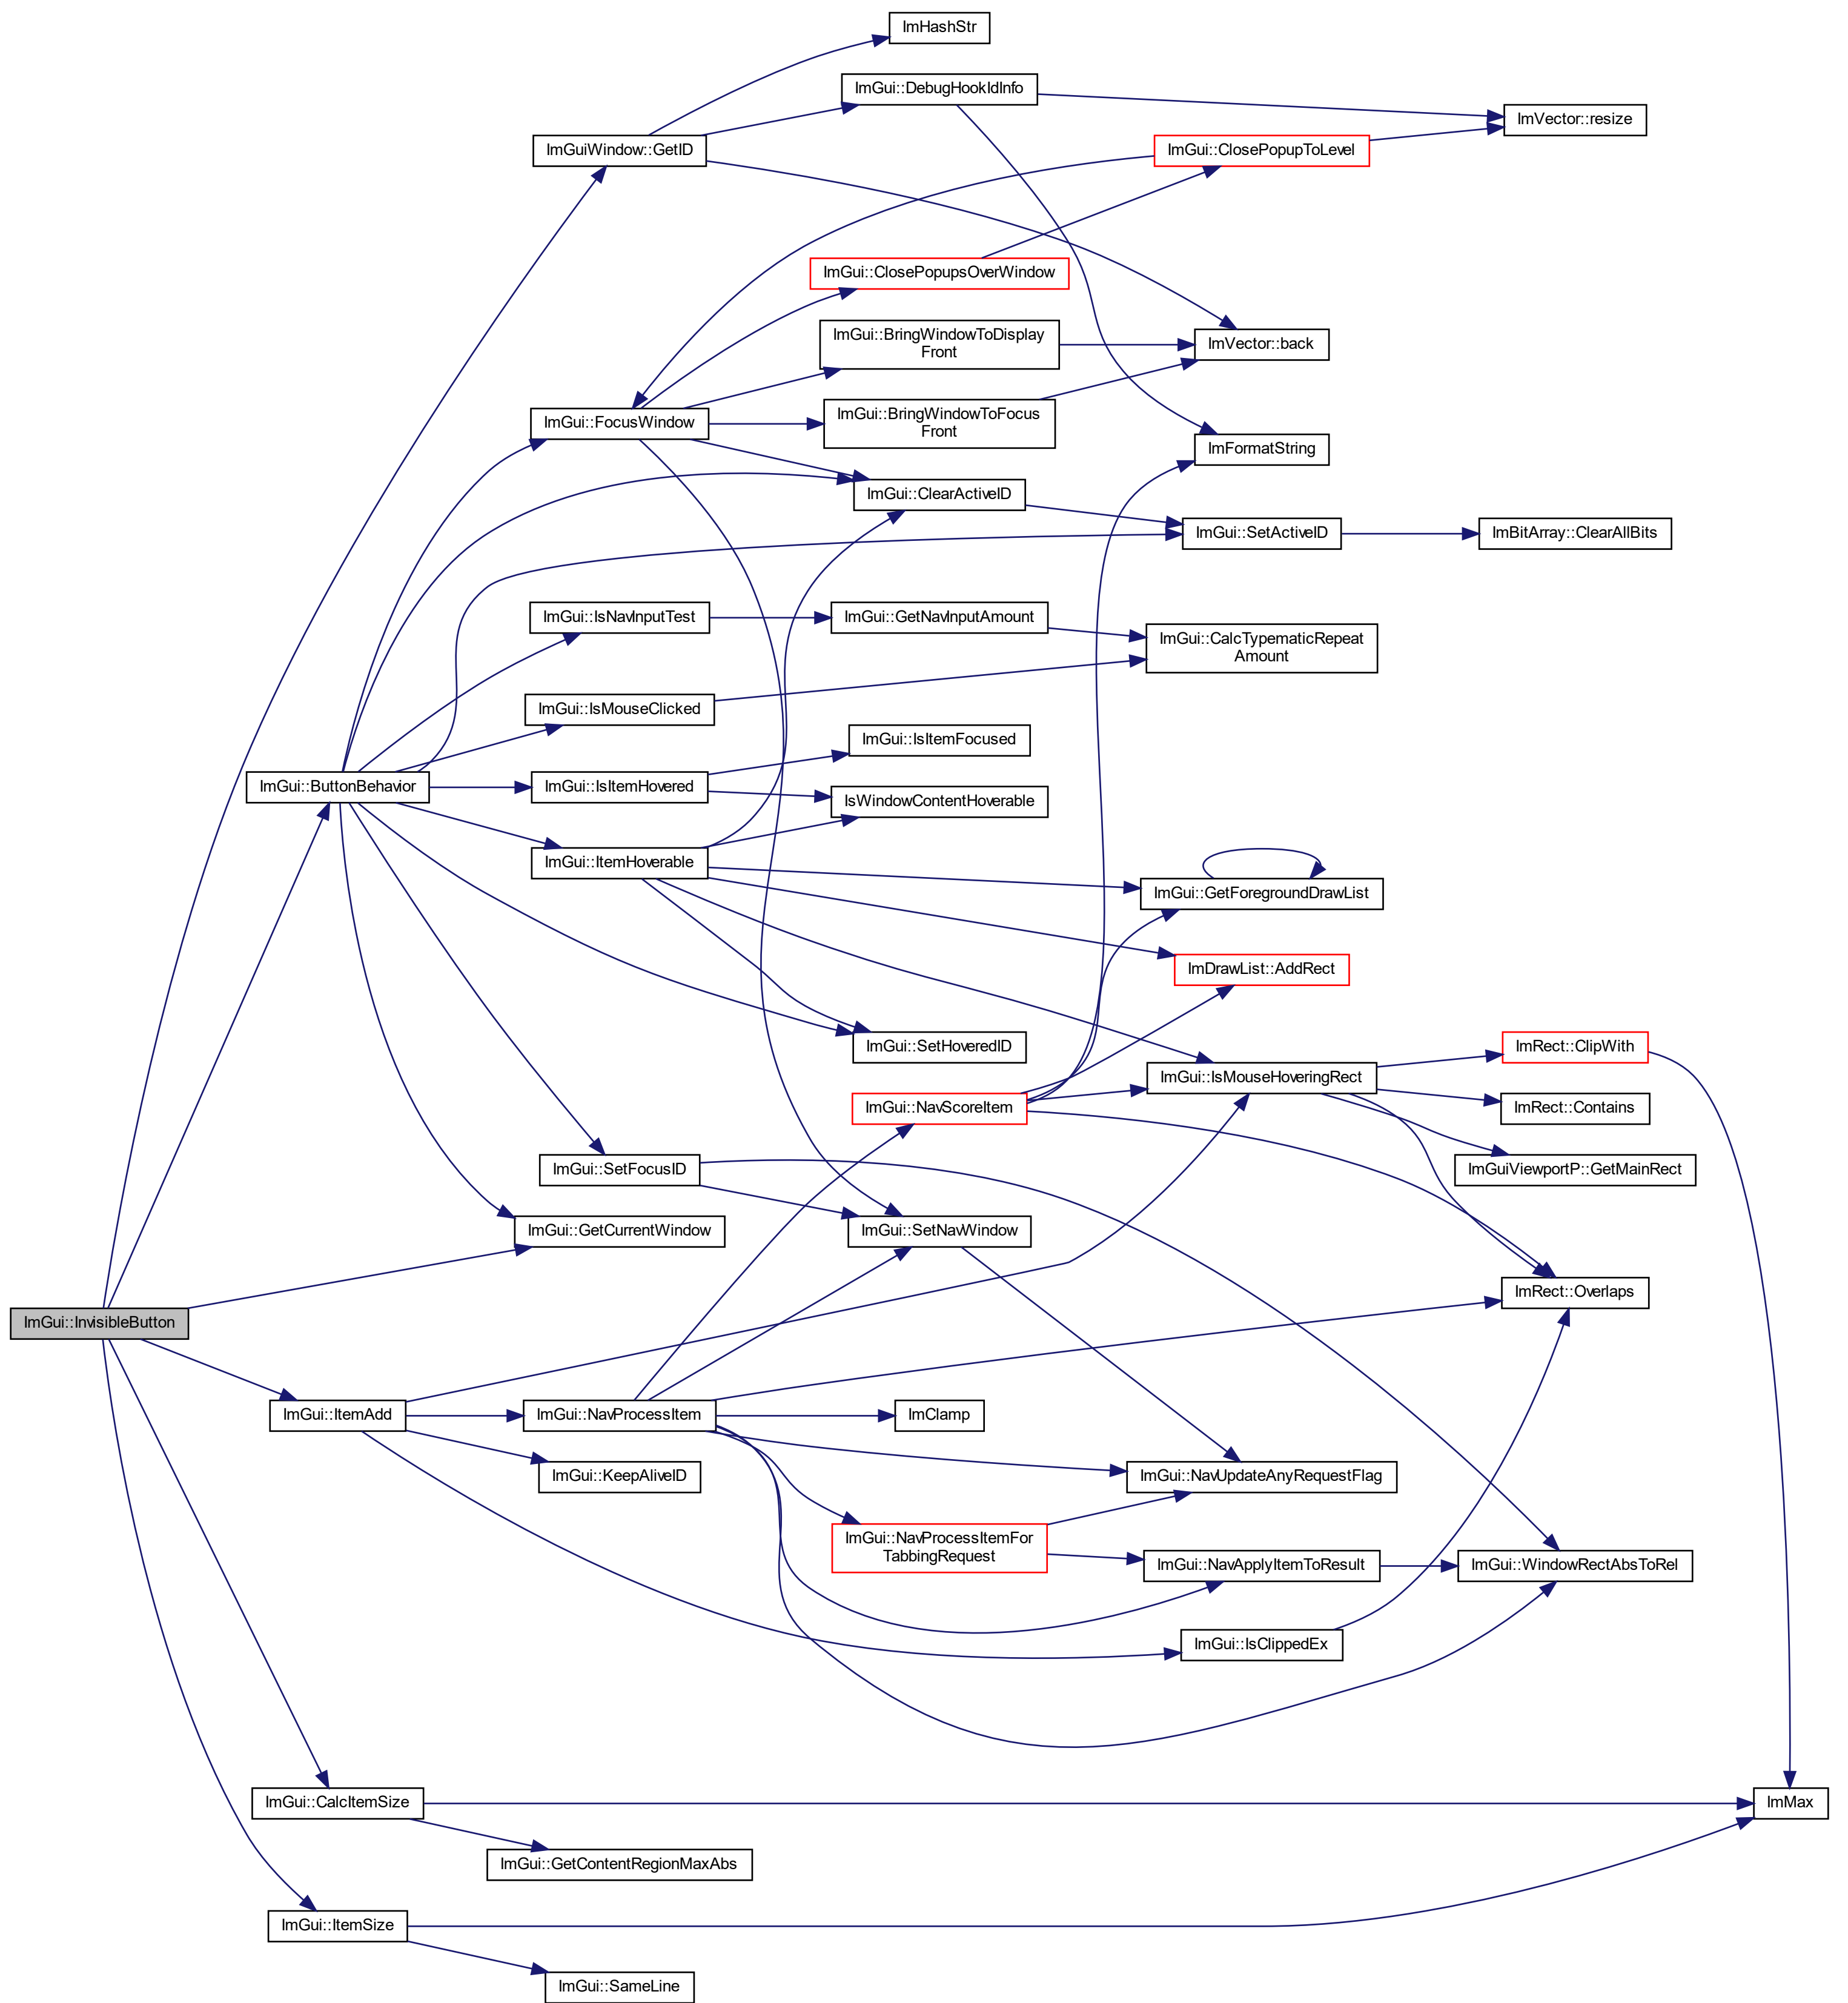 ImHashStr
ImGui::DebugHookIdInfo
ImVector::resize
ImGuiWindow::GetID
ImGui::ClosePopupToLevel
ImGui::ClosePopupsOverWindow
ImGui::BringWindowToDisplay
Front
ImVector::back
ImGui::FocusWindow
ImGui::BringWindowToFocus
Front
ImFormatString
ImGui::ClearActiveID
ImGui::SetActiveID
ImBitArray::ClearAllBits
ImGui::IsNavInputTest
ImGui::GetNavInputAmount
ImGui::CalcTypematicRepeat
Amount
ImGui::IsMouseClicked
ImGui::IsItemFocused
ImGui::ButtonBehavior
ImGui::IsItemHovered
IsWindowContentHoverable
ImGui::ItemHoverable
ImGui::GetForegroundDrawList
ImDrawList::AddRect
ImGui::SetHoveredID
ImRect::ClipWith
ImGui::IsMouseHoveringRect
ImGui::NavScoreItem
ImRect::Contains
ImGui::SetFocusID
ImGuiViewportP::GetMainRect
ImGui::GetCurrentWindow
ImGui::SetNavWindow
ImRect::Overlaps
ImGui::InvisibleButton
ImGui::ItemAdd
ImGui::NavProcessItem
ImClamp
ImGui::KeepAliveID
ImGui::NavUpdateAnyRequestFlag
ImGui::NavProcessItemFor
TabbingRequest
ImGui::NavApplyItemToResult
ImGui::WindowRectAbsToRel
ImGui::IsClippedEx
ImGui::CalcItemSize
ImMax
ImGui::GetContentRegionMaxAbs
ImGui::ItemSize
ImGui::SameLine